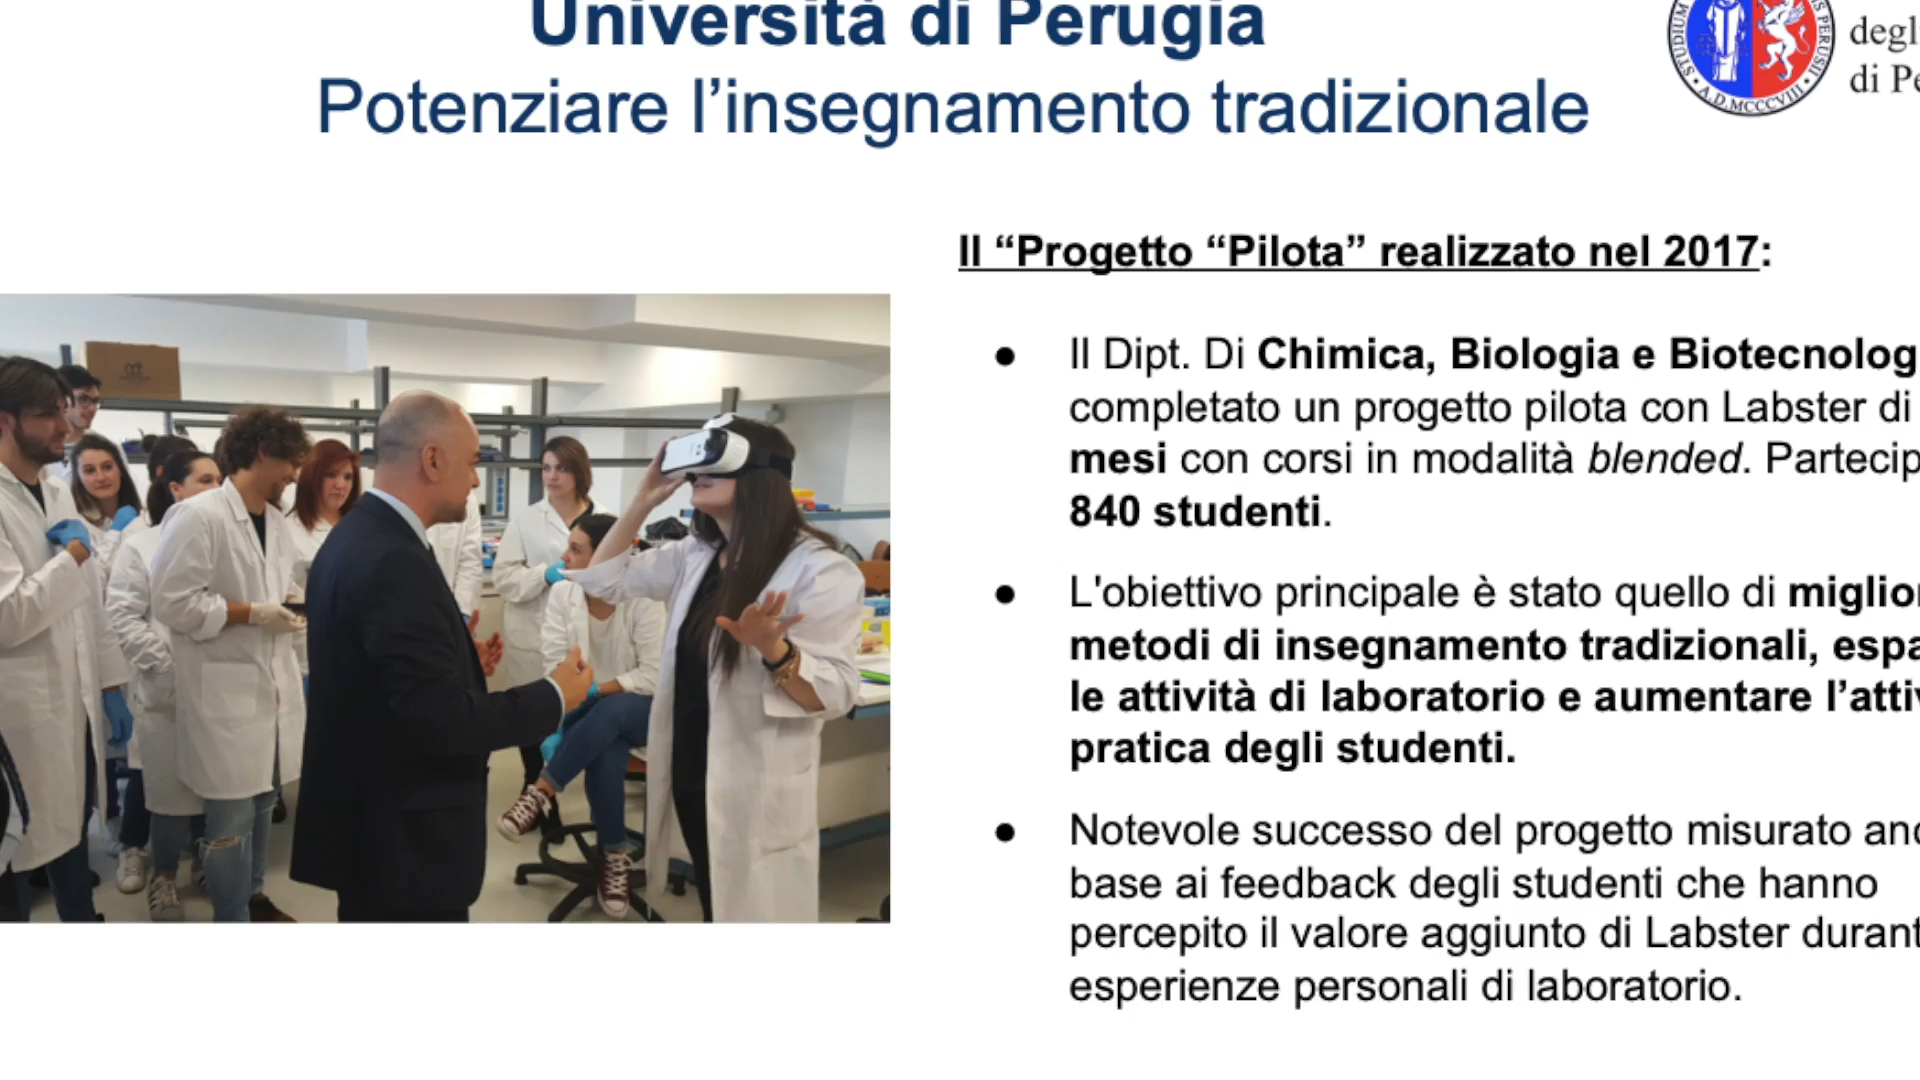 Università di Perugia
Potenziare l’insegnamento tradizionale
STUDIUM
PERUSII
A.D.MCCCVIII
degl
di Pe
Il “Progetto “Pilota” realizzato nel 2017:
● Il Dipt. Di Chimica, Biologia e Biotecnolog
completato un progetto pilota con Labster di
mesi con corsi in modalità blended. Partecip
840 studenti.
● L'obiettivo principale è stato quello di miglio
metodi di insegnamento tradizionali, espa
le attività di laboratorio e aumentare l’atti
pratica degli studenti.
● Notevole successo del progetto misurato anc
base ai feedback degli studenti che hanno
percepito il valore aggiunto di Labster durant
esperienze personali di laboratorio.